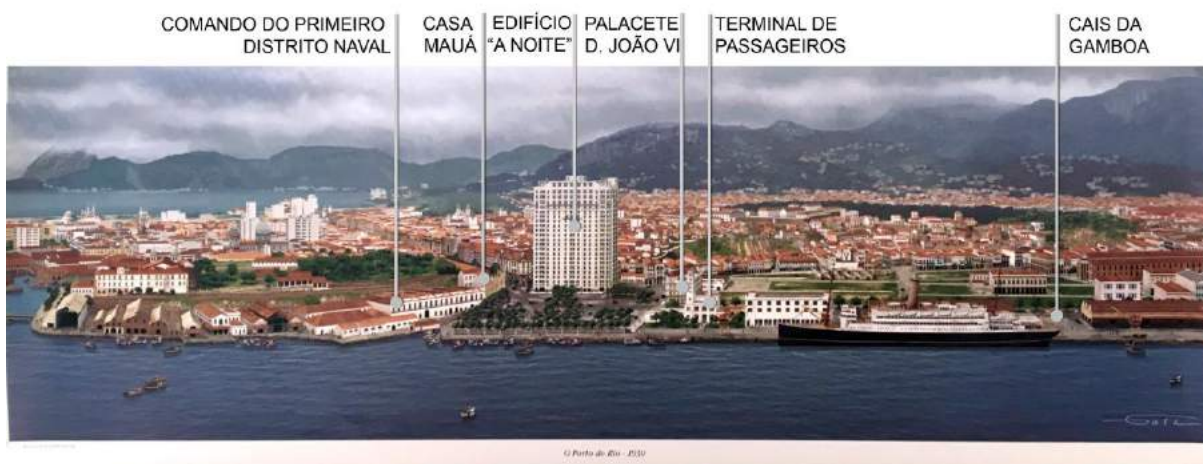 COMANDO DO PRIMEIRO
DISTRITO NAVAL
CASA
MAUÁ
EDIFÍCIO
"A NOITE"
PALACETE
D. JOÃO VI
TERMINAL DE
PASSAGEIROS
CAIS DA
GAMBOA
O Porto do Rio - 1930